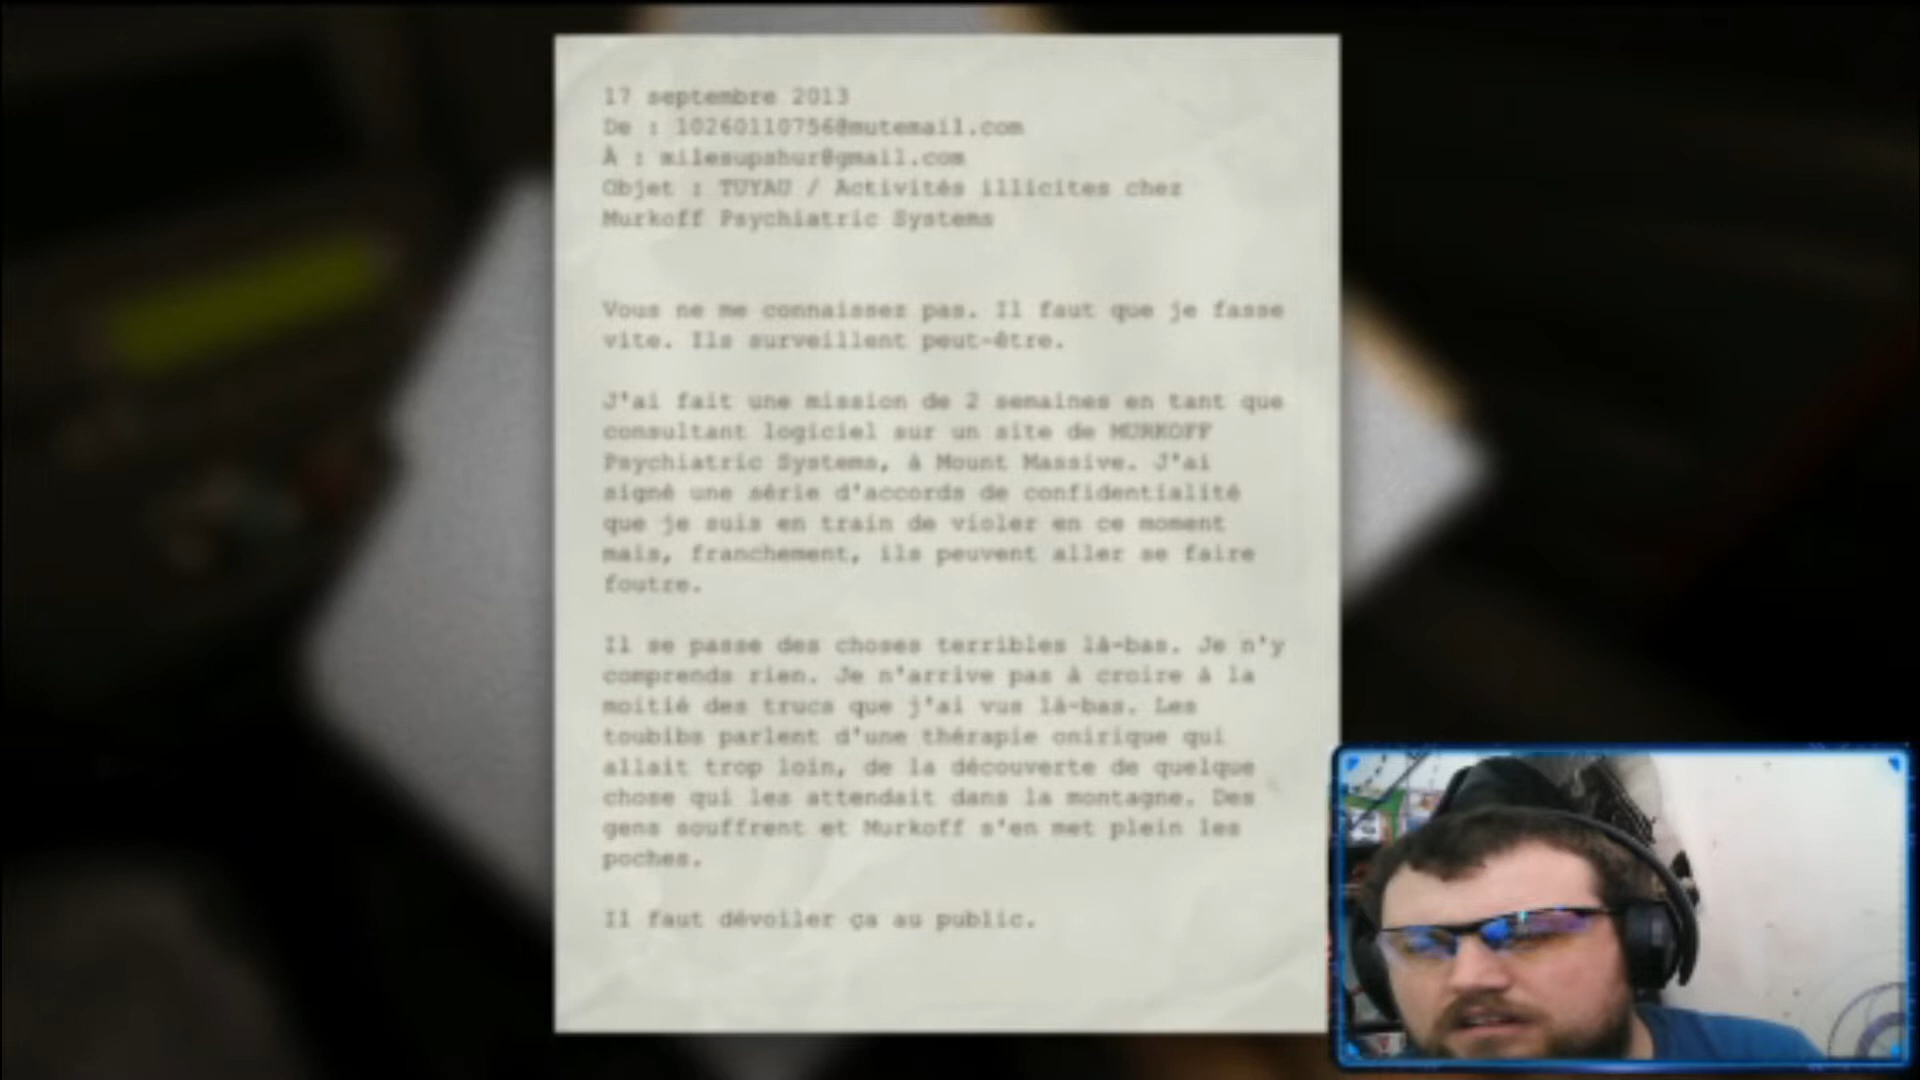 17 septembre 2013
De : 10260110756@mutemail.com
À : milesupshur@gmail.com
Objet : TUYAU / Activités illicites chez
Murkoff Psychiatric Systems
Vous ne me connaissez pas. Il faut que je fasse
vite. Ils surveillent peut-être.
J'ai fait une mission de 2 semaines en tant que
consultant logiciel sur un site de MURKOFF
Psychiatric Systems, à Mount Massive. J'ai
signé une série d'accords de confidentialité
que je suis en train de violer en ce moment
mais, franchement, ils peuvent aller se faire
foutre.
Il se passe des choses terribles là-bas. Je n'y
comprends rien. Je n'arrive pas à croire à la
moitié des trucs que j'ai vus là-bas. Les
toubibs parlent d'une thérapie onirique qui
allait trop loin, de la découverte de quelque
chose qui les attendait dans la montagne. Des
gens souffrent et Murkoff s'en met plein les
poches.
Il faut dévoiler ça au public.